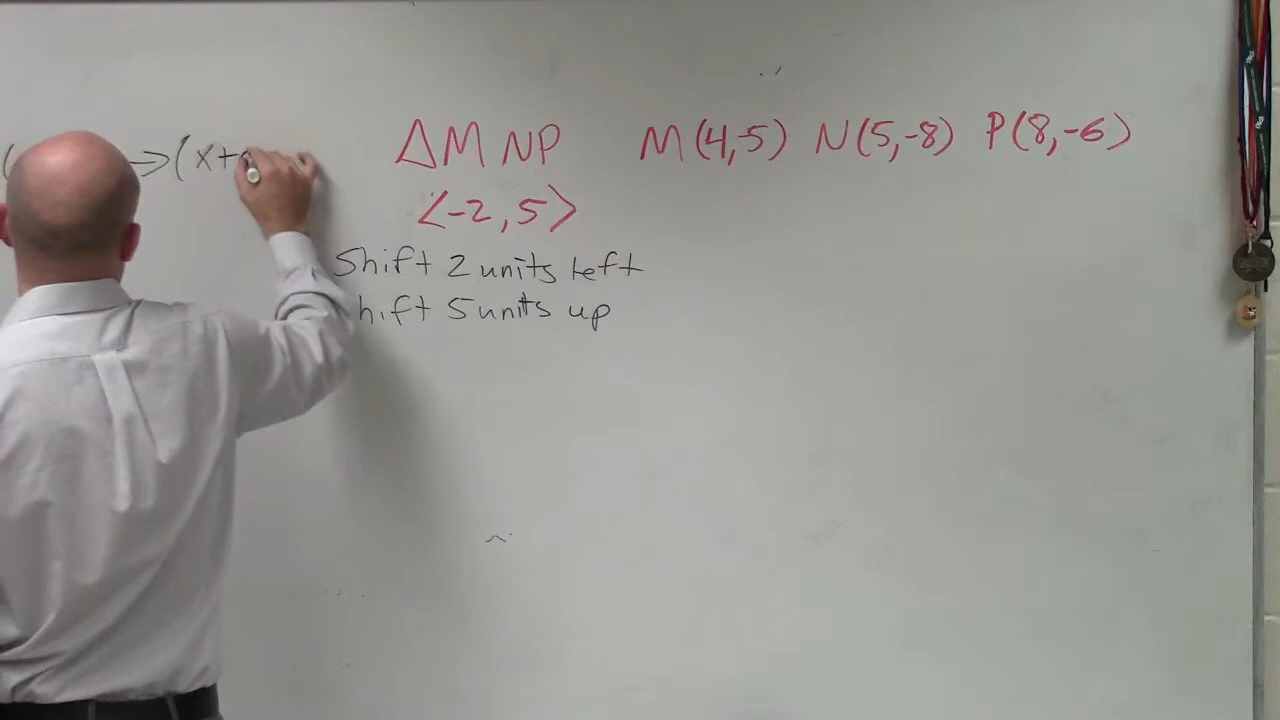 →(x+
ΔMNP M(4,-5) N(5,-8) P(8,-6)
<-2,5>
Shift 2 units left
hift 5 units up